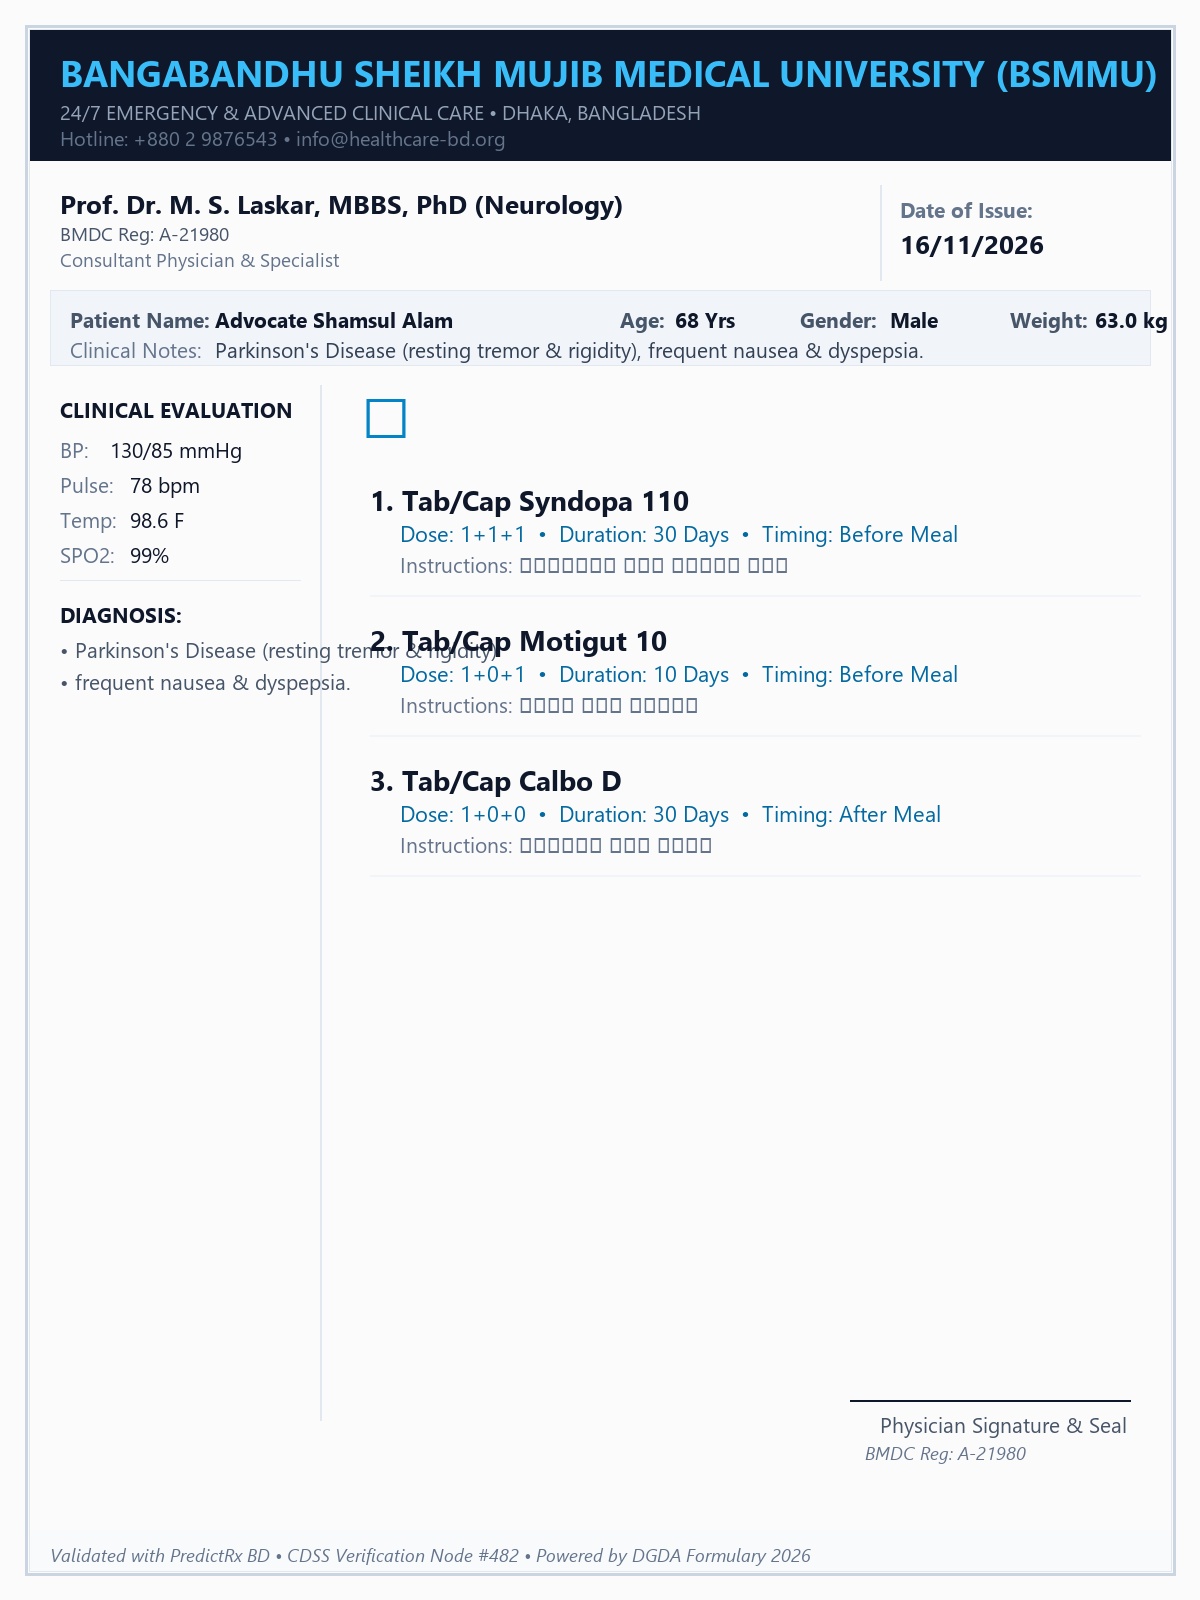 BANGABANDHU SHEIKH MUJIB MEDICAL UNIVERSITY (BSMMU)
24/7 EMERGENCY & ADVANCED CLINICAL CARE • DHAKA, BANGLADESH
Hotline: +880 2 9876543 • info@healthcare-bd.org
Prof. Dr. M. S. Laskar, MBBS, PhD (Neurology)
BMDC Reg: A-21980
Consultant Physician & Specialist
Date of Issue:
16/11/2026
Patient Name: Advocate Shamsul Alam Age: 68 Yrs Gender: Male Weight: 63.0 kg
Clinical Notes: Parkinson's Disease (resting tremor & rigidity), frequent nausea & dyspepsia.
CLINICAL EVALUATION
BP: 130/85 mmHg
Pulse: 78 bpm
Temp: 98.6 F
SPO2: 99%
DIAGNOSIS:
• Parkinson's Disease (resting tremor & rigidity)
• frequent nausea & dyspepsia.
1. Tab/Cap Syndopa 110
Dose: 1+1+1 • Duration: 30 Days • Timing: Before Meal
Instructions:
2. Tab/Cap Motigut 10
Dose: 1+0+1 • Duration: 10 Days • Timing: Before Meal
Instructions:
3. Tab/Cap Calbo D
Dose: 1+0+0 • Duration: 30 Days • Timing: After Meal
Instructions:
Physician Signature & Seal
BMDC Reg: A-21980
Validated with PredictRx BD • CDSS Verification Node #482 • Powered by DGDA Formulary 2026